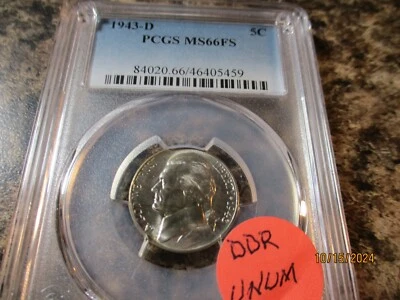 1943-D 5C
PCGS MS66FS
84020.66/46405459
DDR
UNUM
10/15/2024